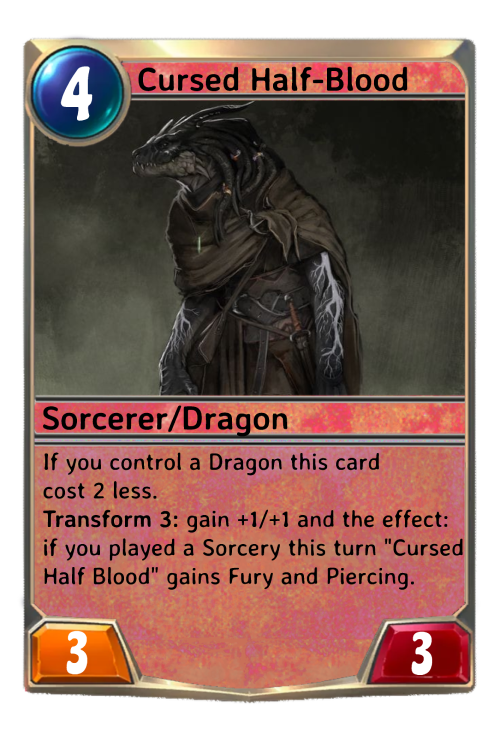 4
Cursed Half-Blood
Sorcerer/Dragon
If you control a Dragon this card
cost 2 less.
Transform 3: gain +1/+1 and the effect:
if you played a Sorcery this turn "Cursed
Half Blood" gains Fury and Piercing.
3
3